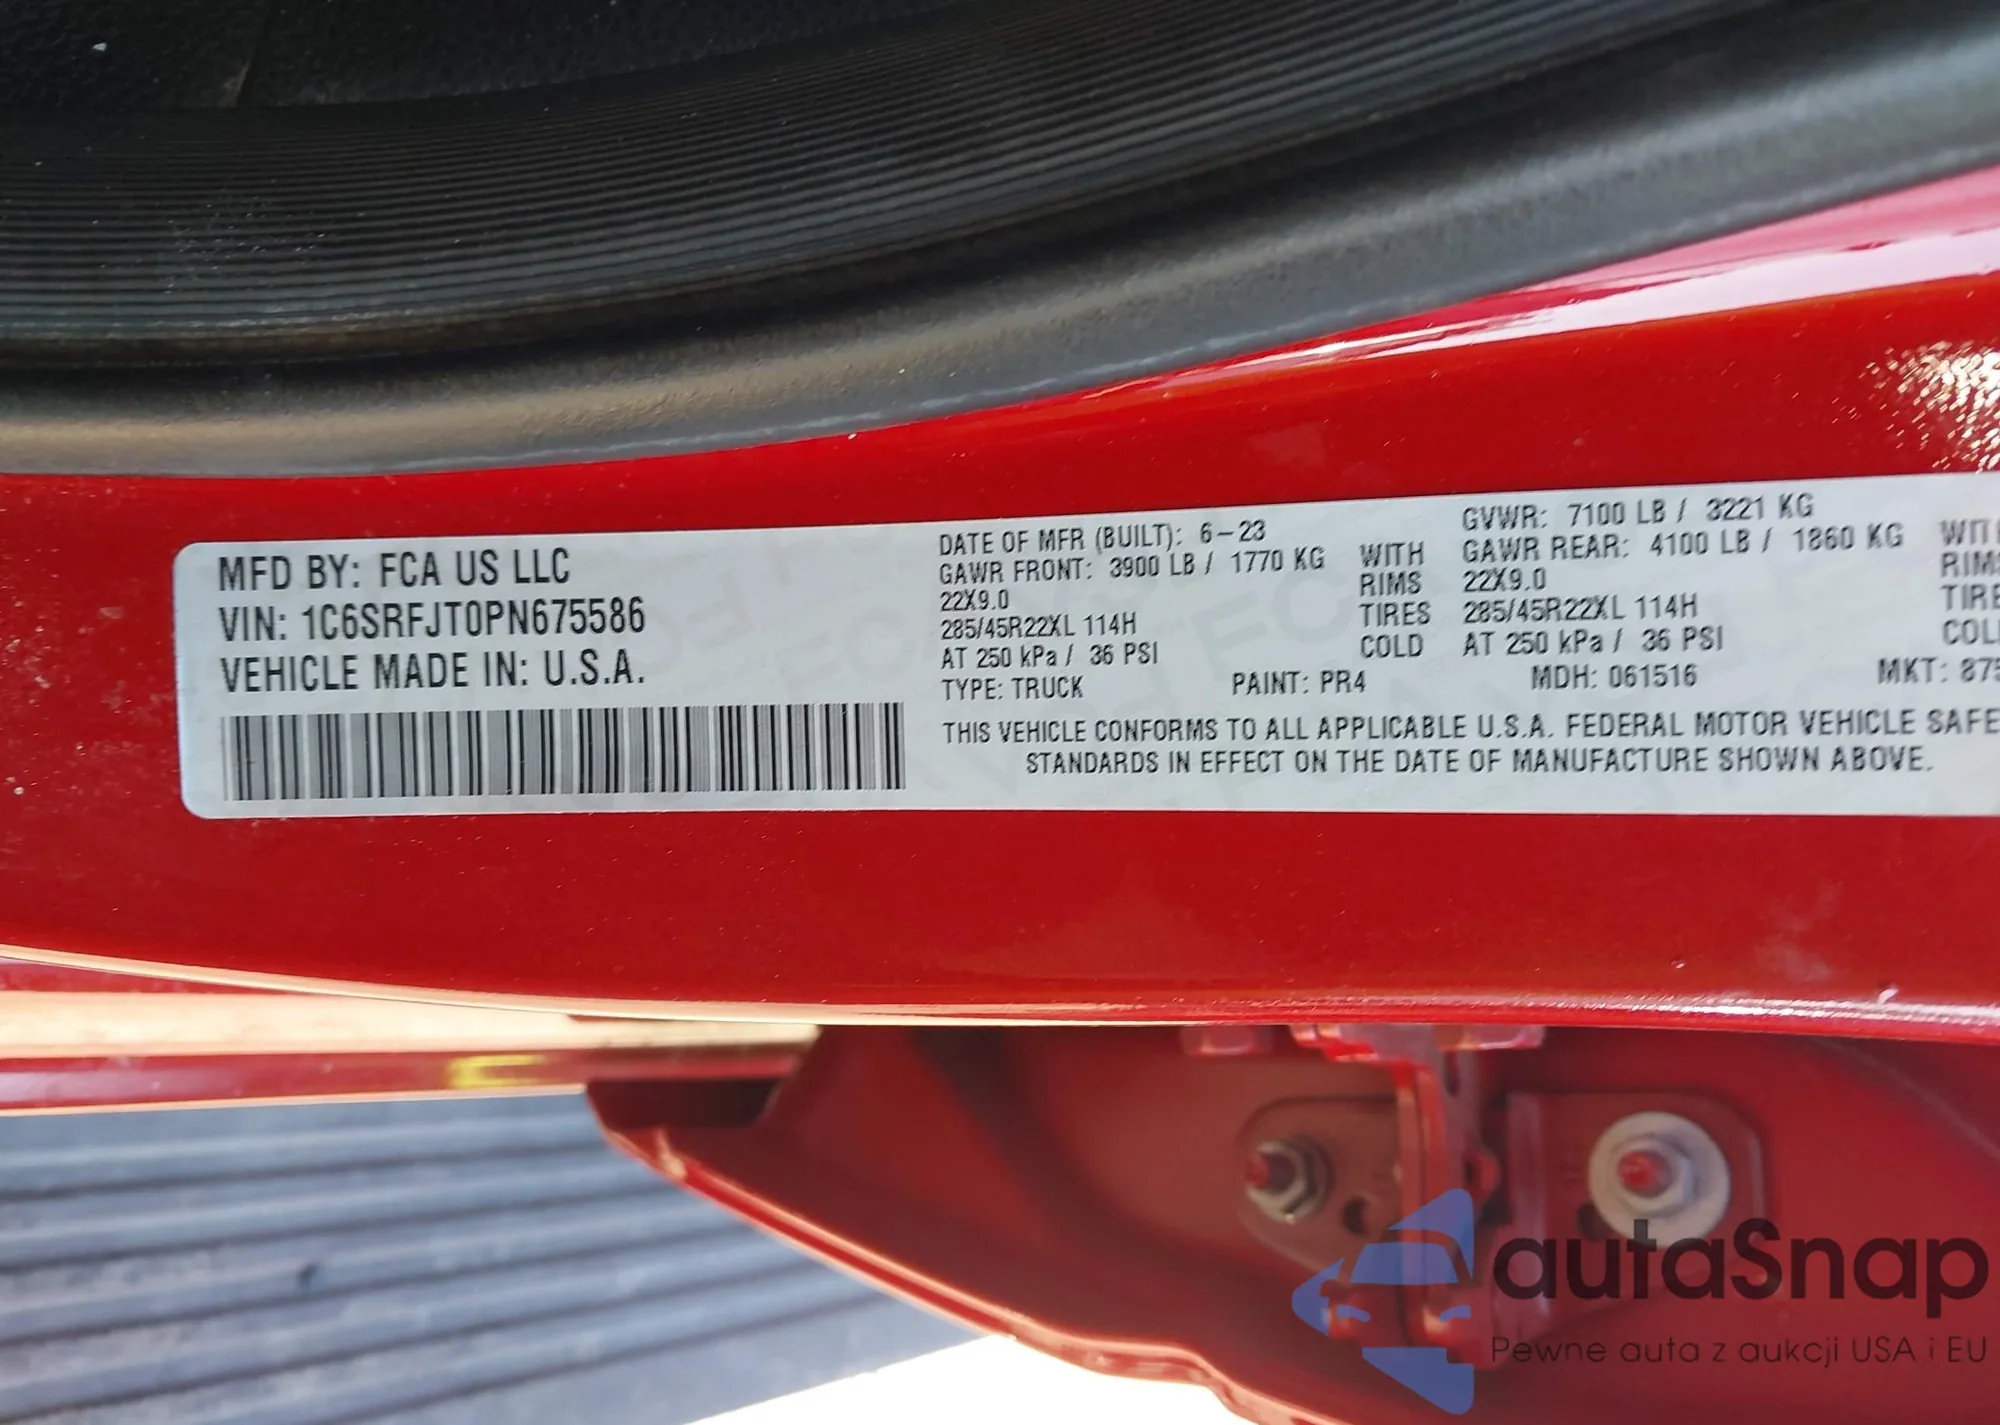 MFD BY: FCA US LLC
VIN: 1C6SRFJT0PN675586
VEHICLE MADE IN: U.S.A.
DATE OF MFR (BUILT): 6-23
GVWR: 7100 LB / 3221 KG
GAWR FRONT: 3900 LB / 1770 KG WITH GAWR REAR: 4100 LB / 1860 KG
22X9.0 RIMS 22X9.0
285/45R22XL 114H TIRES 285/45R22XL 114H
AT 250 kPa / 36 PSI COLD AT 250 kPa / 36 PSI
TYPE: TRUCK PAINT: PR4 MDH: 061516 MKT: 875
THIS VEHICLE CONFORMS TO ALL APPLICABLE U.S.A. FEDERAL MOTOR VEHICLE SAFE
STANDARDS IN EFFECT ON THE DATE OF MANUFACTURE SHOWN ABOVE.
autaSnap
Pewne auta z aukcji USA i EU